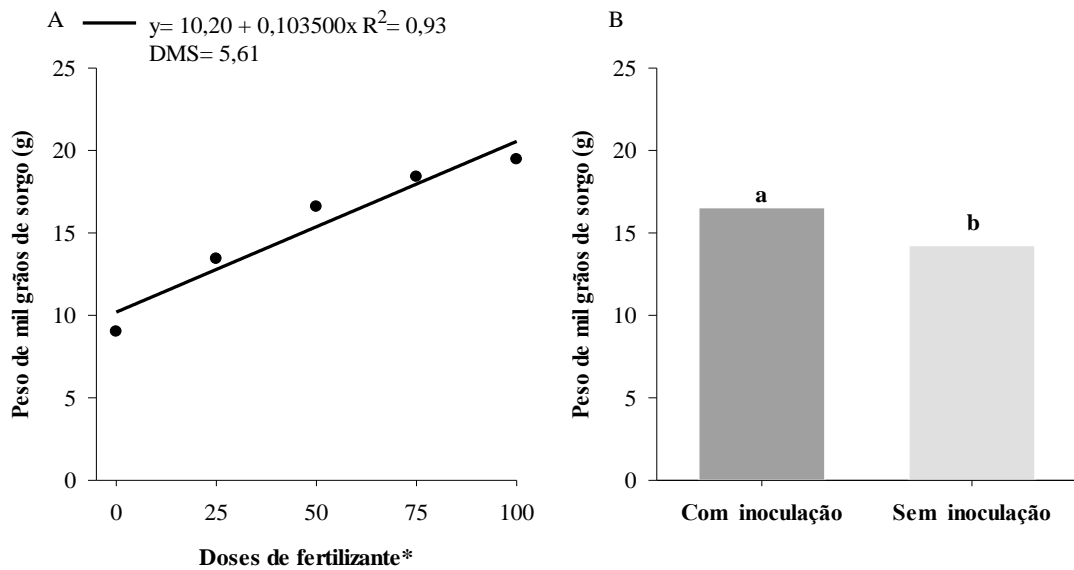 A
y= 10,20 + 0,103500x R²= 0,93
DMS= 5,61
Peso de mil grãos de sorgo (g)
25
20
15
10
5
0
0 25 50 75 100
Doses de fertilizante*
B
Peso de mil grãos de sorgo (g)
25
20
15
10
5
0
a
b
Com inoculação Sem inoculação